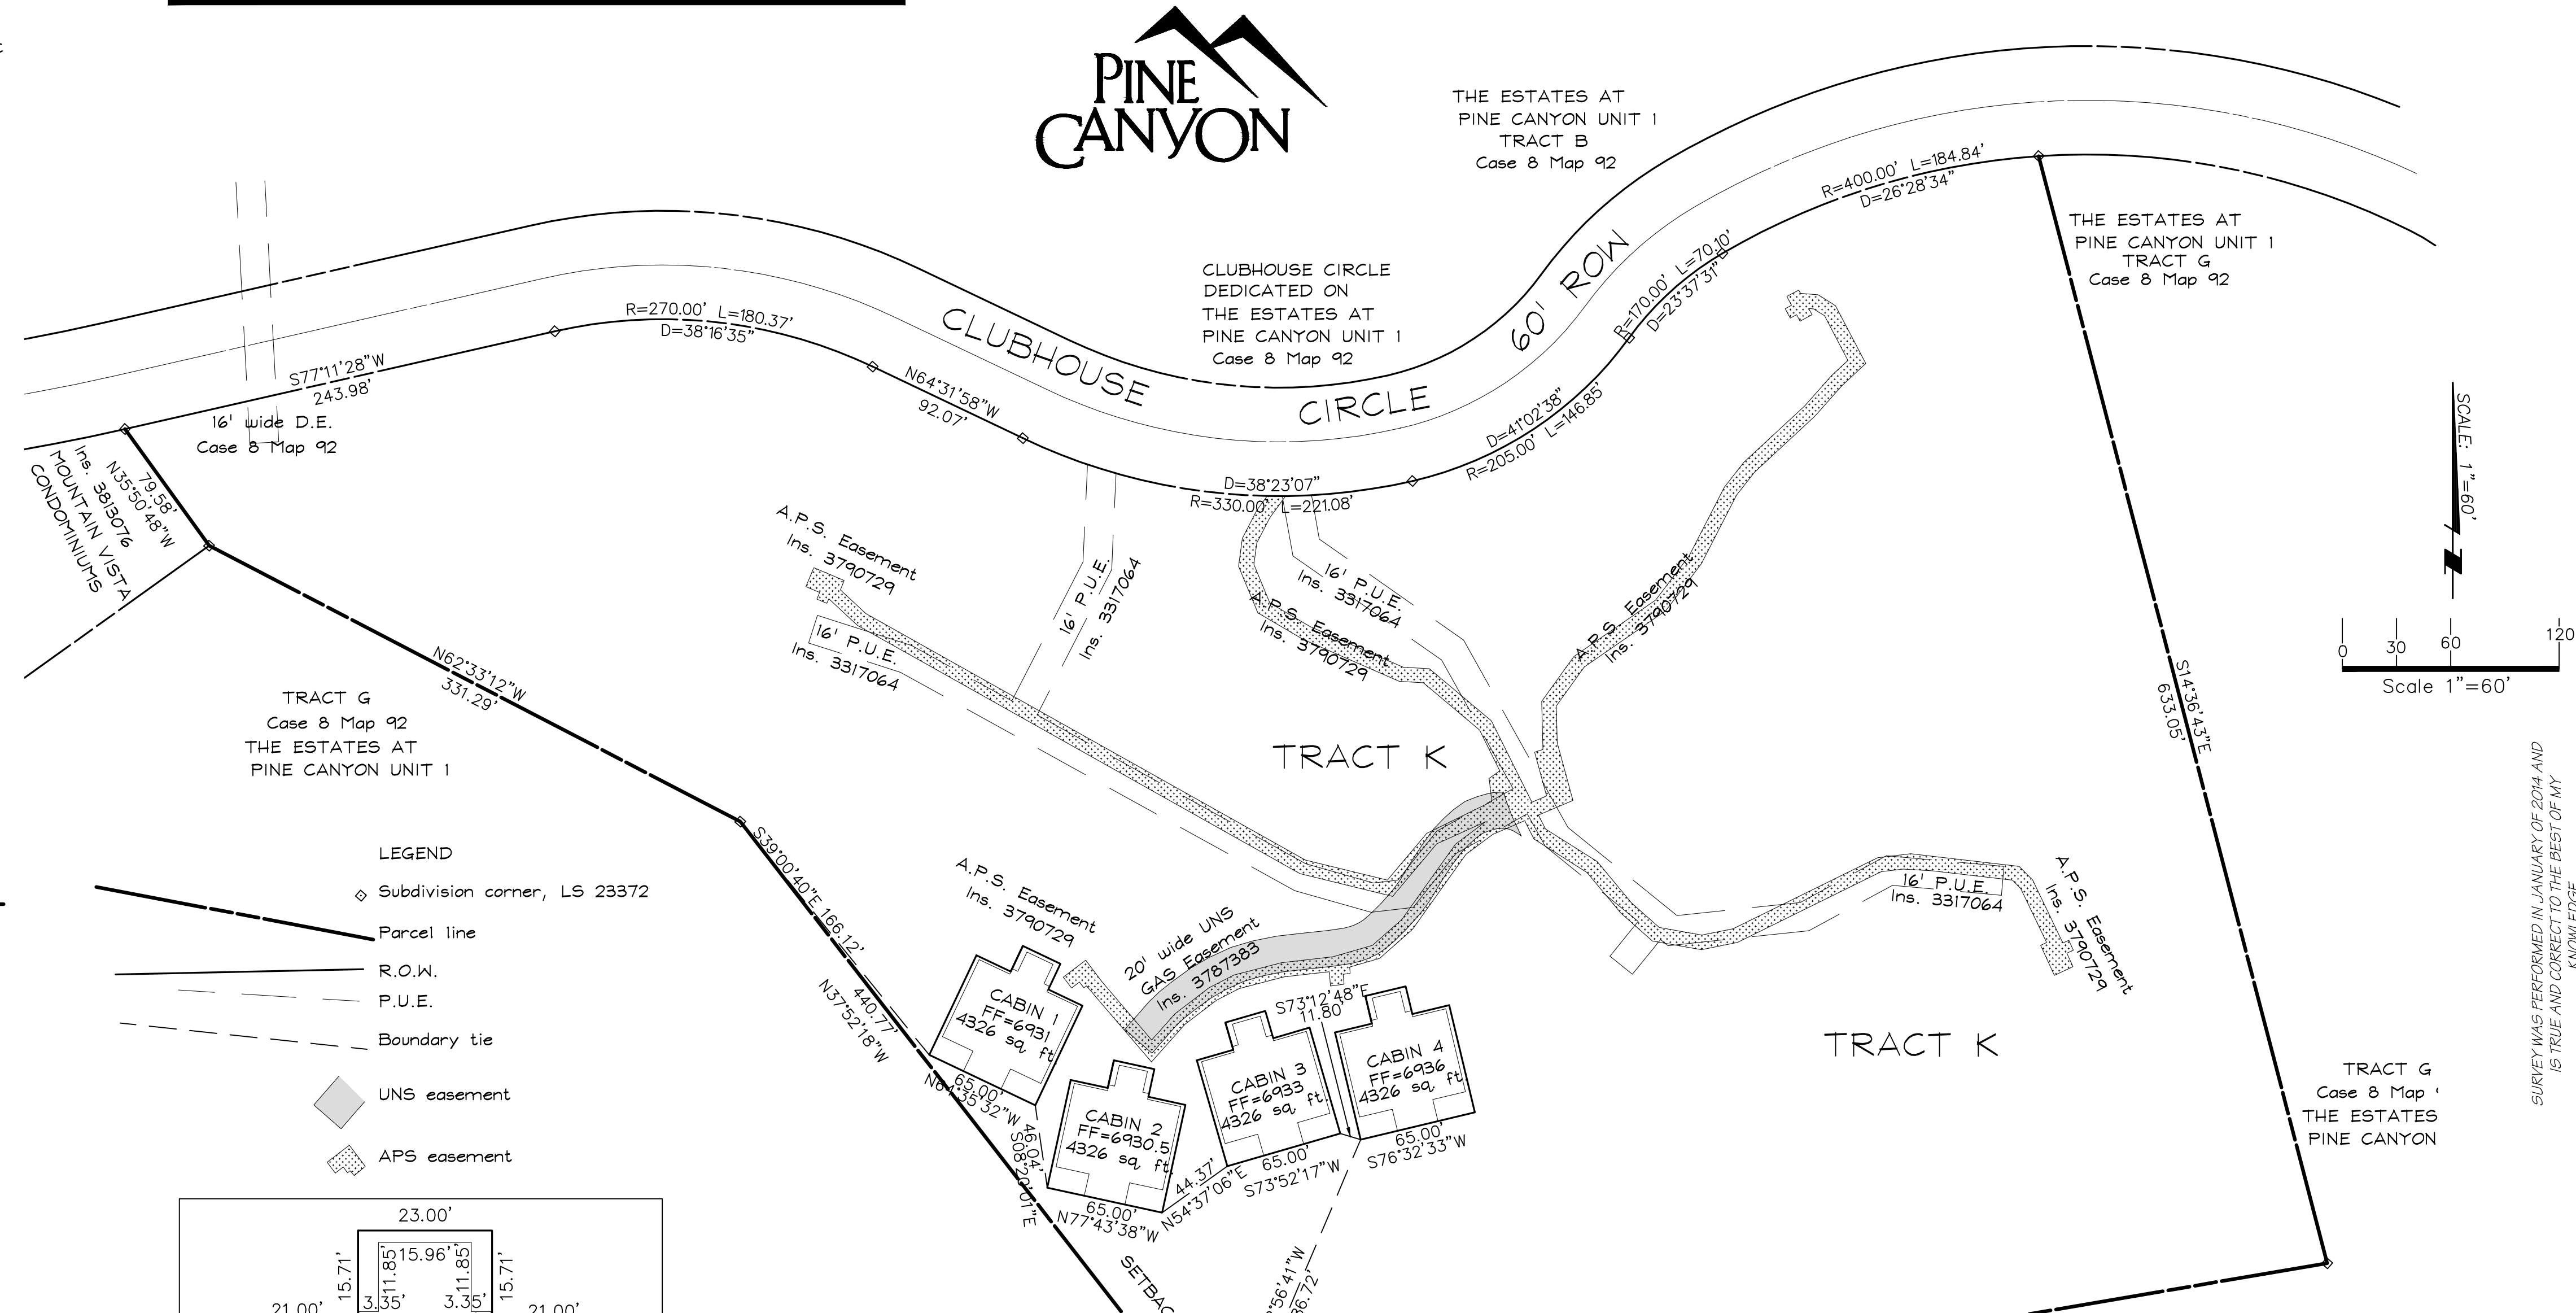 PINE
CANYON
THE ESTATES AT
PINE CANYON UNIT 1
TRACT B
Case 8 Map 92
R=400.00' L=184.84'
D=26°28'34"
THE ESTATES AT
PINE CANYON UNIT 1
TRACT G
Case 8 Map 92
CLUBHOUSE CIRCLE
DEDICATED ON
THE ESTATES AT
PINE CANYON UNIT 1
Case 8 Map 92
60' ROW
R=170.00' L=70.10'
D=23°37'31"
R=270.00' L=180.37'
D=38°16'35"
CLUBHOUSE
CIRCLE
S77°11'28"W
243.98'
N64°31'58"W
92.07'
D=41°02'38"
R=205.00' L=146.85'
16' wide D.E.
Case 8 Map 92
79.58'
N35°50'48"W
Ins. 3813076
MOUNTAIN VISTA
CONDOMINIUMS
D=38°23'07"
R=330.00' L=221.08'
SCALE: 1"=60'
A.P.S. Easement
Ins. 3790729
16' P.U.E.
Ins. 3317064
16' P.U.E.
Ins. 3317064
A.P.S. Easement
Ins. 3790729
A.P.S. Easement
Ins. 3790729
16' P.U.E.
Ins. 3317064
0 30 60 120
Scale 1"=60'
N62°33'12"W
331.29'
S14°36'43"E
633.05'
TRACT G
Case 8 Map 92
THE ESTATES AT
PINE CANYON UNIT 1
TRACT K
SURVEY WAS PERFORMED IN JANUARY OF 2014 AND
IS TRUE AND CORRECT TO THE BEST OF MY
KNOWLEDGE
LEGEND
Subdivision corner, LS 23372
Parcel line
R.O.W.
P.U.E.
Boundary tie
UNS easement
APS easement
S39°00'40"E 166.12'
440.77'
N37°52'18"W
A.P.S. Easement
Ins. 3790729
20' wide UNS
GAS Easement
Ins. 3787383
16' P.U.E.
Ins. 3317064
A.P.S. Easement
Ins. 3790729
TRACT K
CABIN 1
FF=6931
4326 sq. ft
65.00'
N64°35'32"W
46.04'
S08°20'01"E
CABIN 2
FF=6930.5
4326 sq. ft.
65.00'
N77°43'38"W
44.37'
N54°37'06"E
S73°12'48"E
11.80'
CABIN 3
FF=6933
4326 sq. ft.
65.00'
S73°52'17"W
CABIN 4
FF=6936
4326 sq. ft
65.00'
S76°32'33"W
TRACT G
Case 8 Map
THE ESTATES
PINE CANYON
23.00'
15.71' 11.85' 15.96' 11.85' 15.71'
21.00' 3.35' 3.35' 21.00'